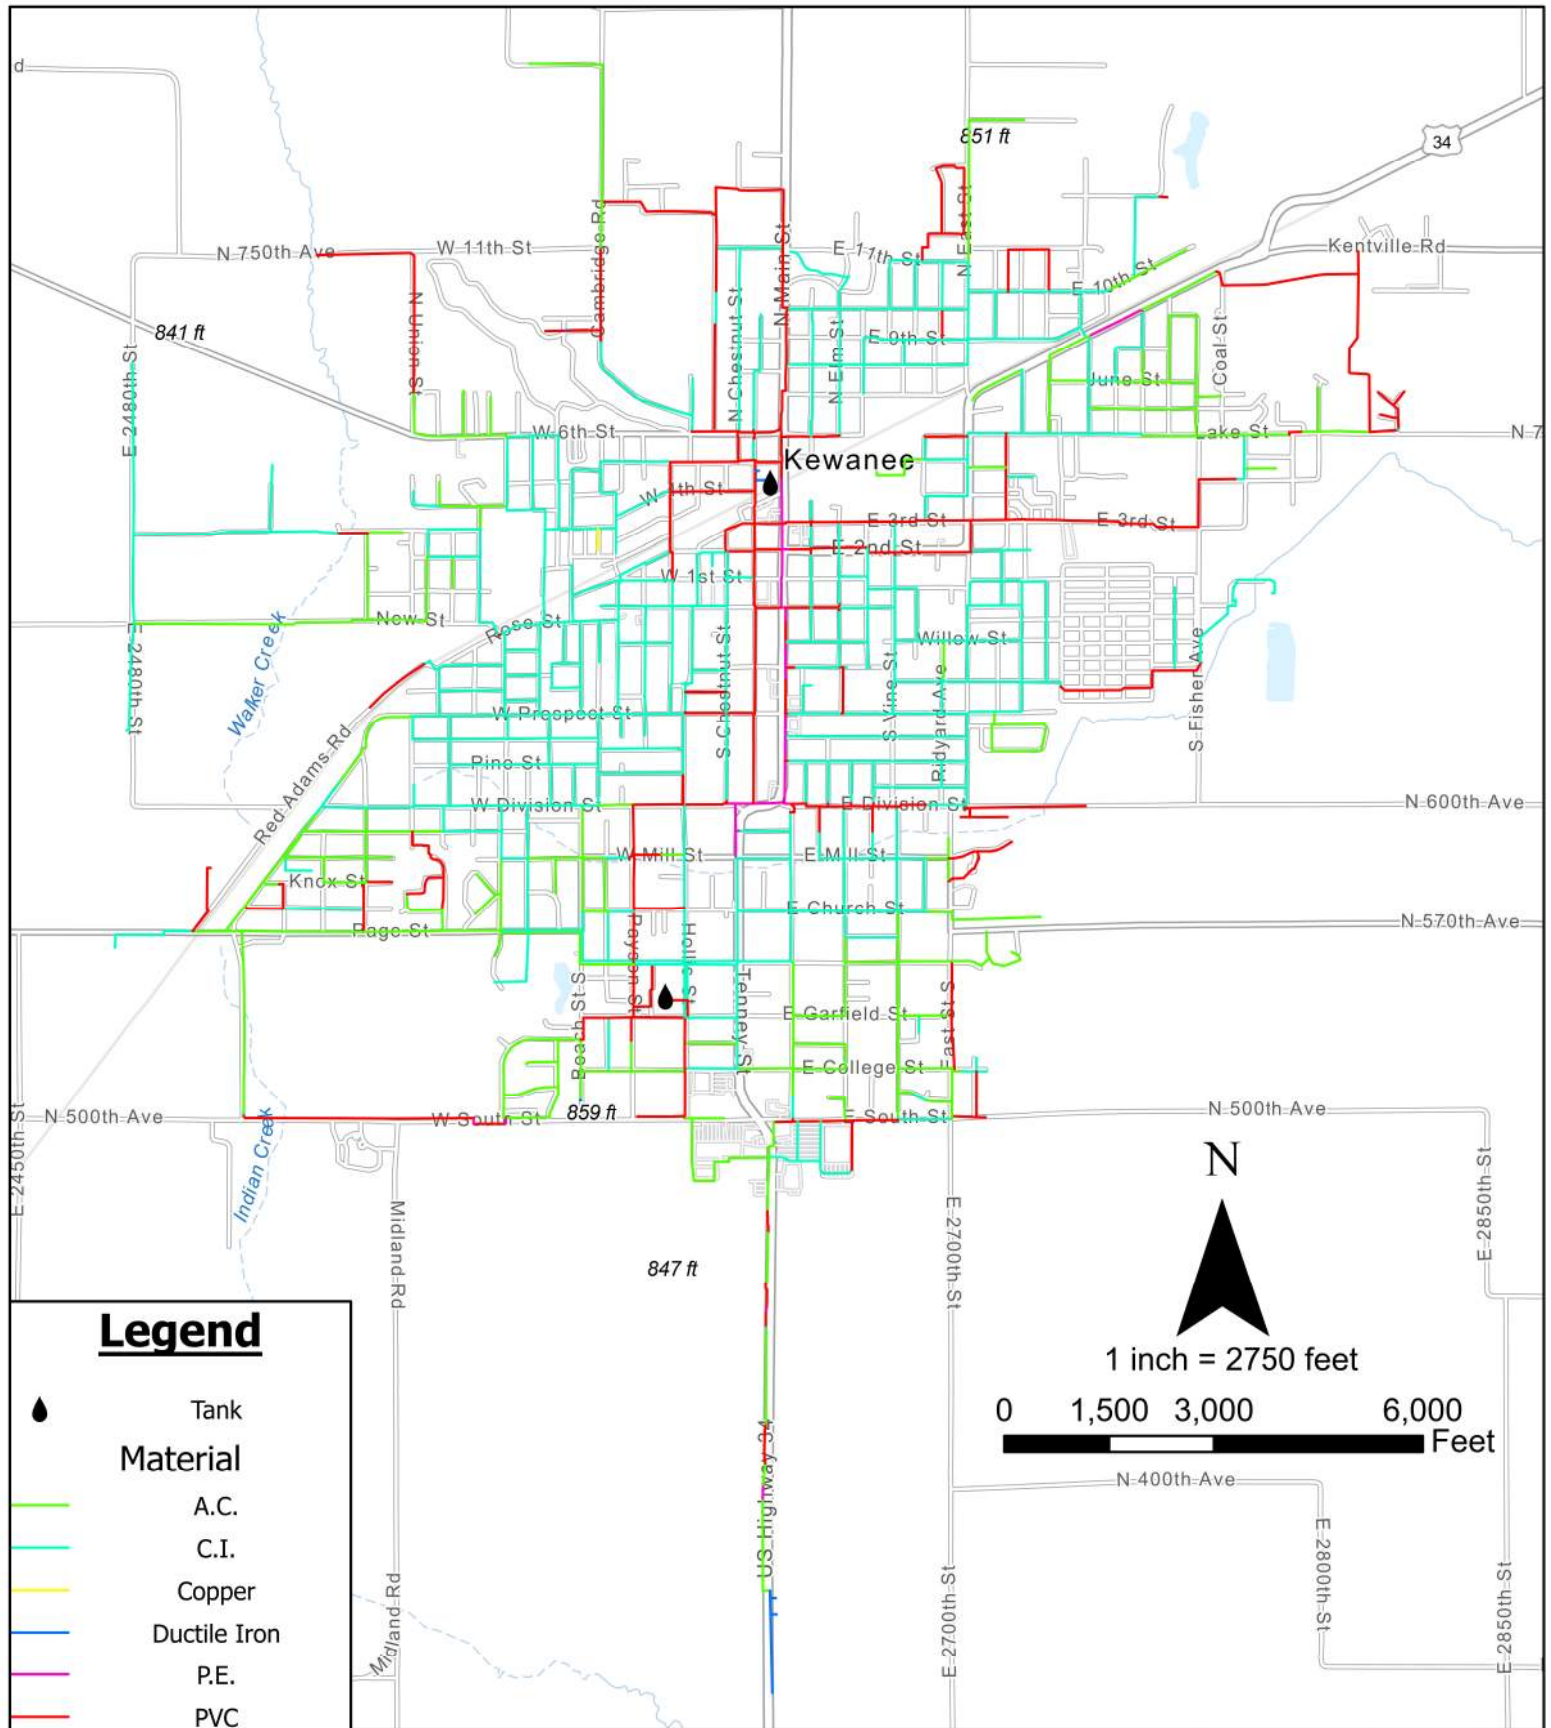 d
851 ft
34
N 750th Ave
W 11th St
Cambridge Rd
N Main St
E 11th St
N East St
Kentville Rd
E 10th St
841 ft
N Union St
N Chestnut St
N Elm St
E 9th St
Coal St
E 2480th St
June St
W 6th St
Lake St
N 7
Kewanee
W 4th St
E 3rd St
E 3rd St
E 2nd St
W 1st St
New St
Rose St
Willow St
E 2480th St
Walker Creek
S Chestnut St
S Vine St
Ridyard Ave
S Fisher Ave
W Prospect St
Red Adams Rd
Pine St
W Division St
E Division St
N 600th Ave
W Mill St
E Mill St
Knox St
E Church St
Page St
N 570th Ave
Payson St
Hollis St
Tenney St
Beach St S
East St S
E Garfield St
E College St
859 ft
N 500th Ave
W South St
E South St
N 500th Ave
E 2450th St
Indian Creek
Midland Rd
E 2700th St
E 2850th St
847 ft
N
1 inch = 2750 feet
0 1,500 3,000 6,000
Feet
US Highway 34
N 400th Ave
E 2800th St
E 2850th St
E 2700th St
Midland Rd
Legend
Tank
Material
A.C.
C.I.
Copper
Ductile Iron
P.E.
PVC